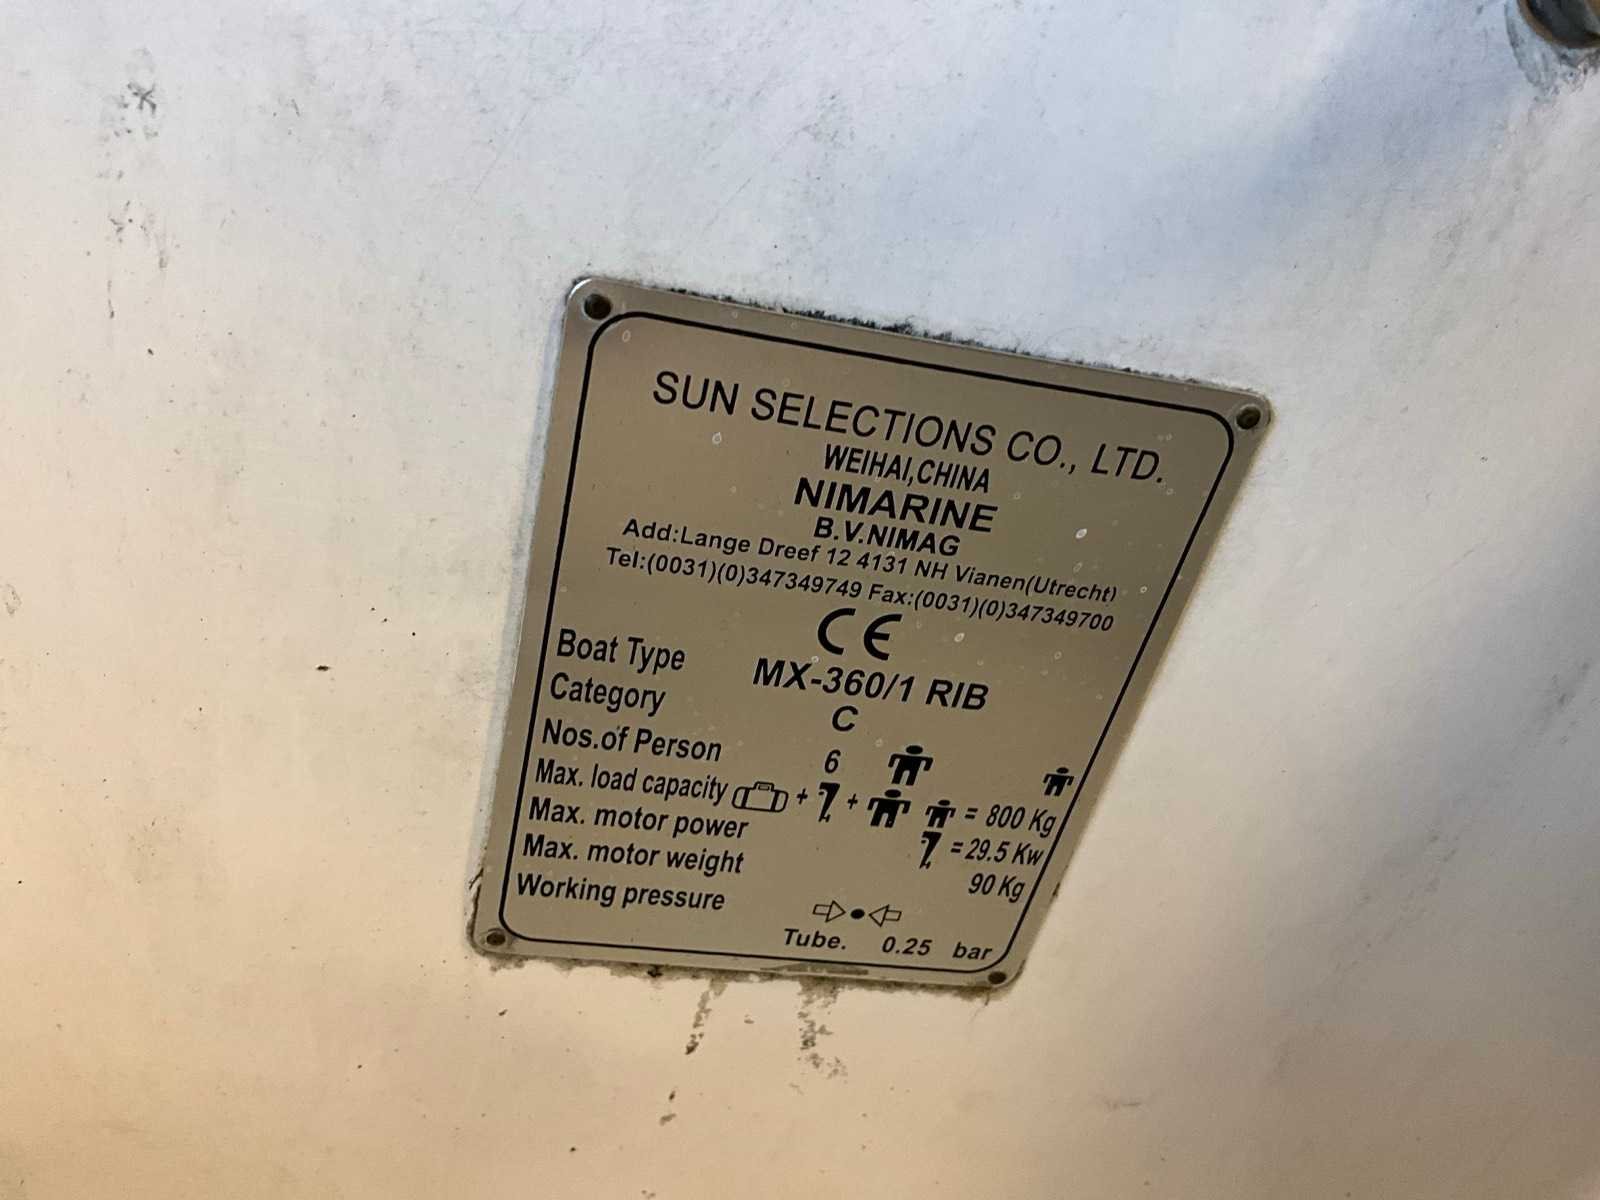 SUN SELECTIONS CO., LTD.
WEIHAI,CHINA
NIMARINE
B.V.NIMAG
Add:Lange Dreef 12 4131 NH Vianen(Utrecht)
Tel:(0031)(0)347349749 Fax:(0031)(0)347349700
CE
Boat Type MX-360/1 RIB
Category C
Nos.of Person 6
Max. load capacity + + = 800 Kg
Max. motor power = 29.5 Kw
Max. motor weight 90 Kg
Working pressure
Tube. 0.25 bar